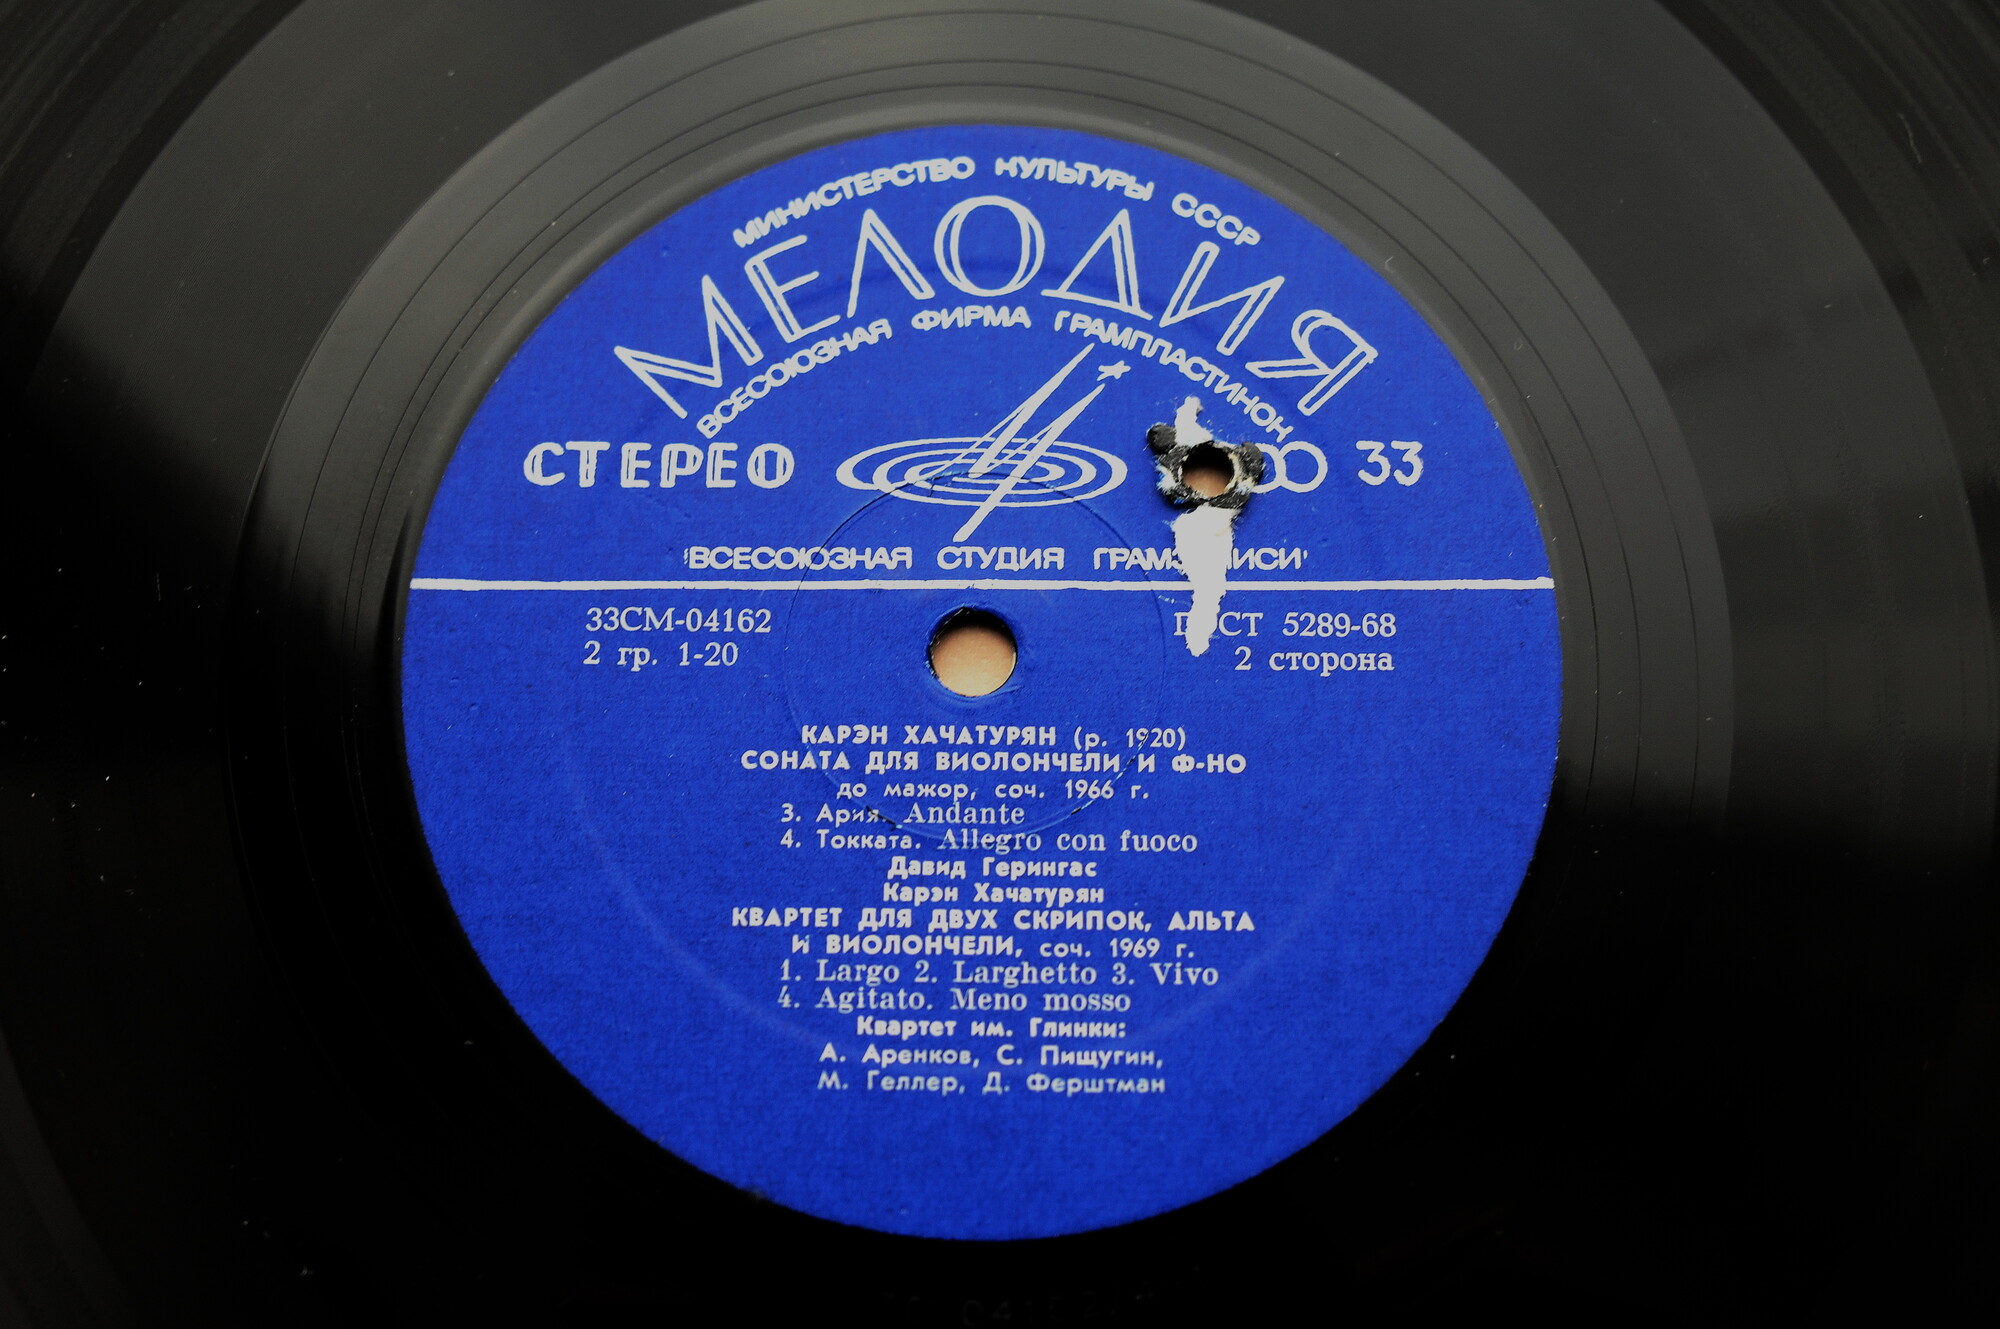 МИНИСТЕРСТВО КУЛЬТУРЫ СССР
МЕЛОДИЯ
ВСЕСОЮЗНАЯ ФИРМА ГРАМПЛАСТИНОК
СТЕРЕО 33
ВСЕСОЮЗНАЯ СТУДИЯ
33СМ-04162 5289-68
2 гр. 1-20 2 сторона
КАРЭН ХАЧАТУРЯН (р. 1920)
СОНАТА ДЛЯ ВИОЛОНЧЕЛИ И Ф-НО
до мажор, соч. 1966 г.
3. Ария. Andante
4. Токката. Allegro con fuoco
Давид Герингас
Карэн Хачатурян
КВАРТЕТ ДЛЯ ДВУХ СКРИПОК, АЛЬТА
И ВИОЛОНЧЕЛИ, соч. 1969 г.
1. Largo 2. Larghetto 3. Vivo
4. Agitato. Meno mosso
Квартет им. Глинки:
А. Аренков, С. Пищугин,
М. Геллер, Д. Ферштман